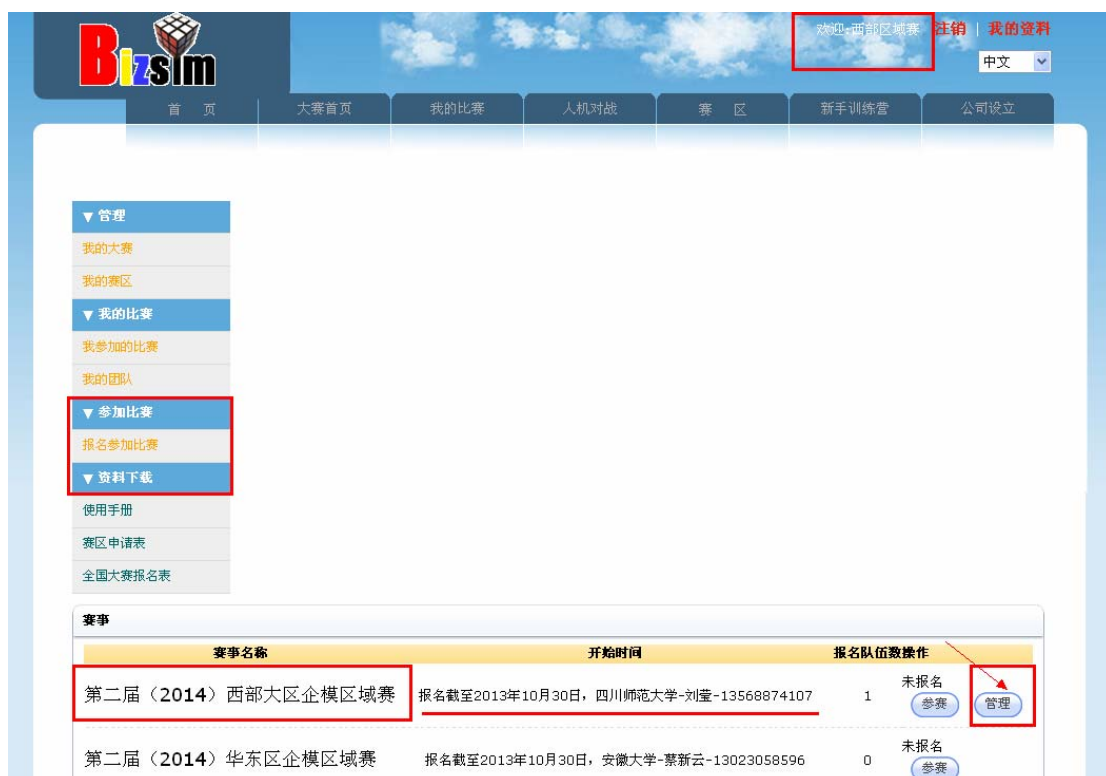 Bizsim
欢迎:西部区域赛 注销 | 我的资料
中文
首 页 大赛首页 我的比赛 人机对战 赛 区 新手训练营 公司设立
▼ 管理
我的大赛
我的赛区
▼ 我的比赛
我参加的比赛
我的团队
▼ 参加比赛
报名参加比赛
▼ 资料下载
使用手册
赛区申请表
全国大赛报名表
赛事
赛事名称 开始时间 报名队伍数操作
第二届（2014）西部大区企模区域赛 报名截至2013年10月30日，四川师范大学-刘莹-13568874107 1 未报名 参赛 管理
第二届（2014）华东区企模区域赛 报名截至2013年10月30日，安徽大学-蔡新云-13023058596 0 未报名 参赛